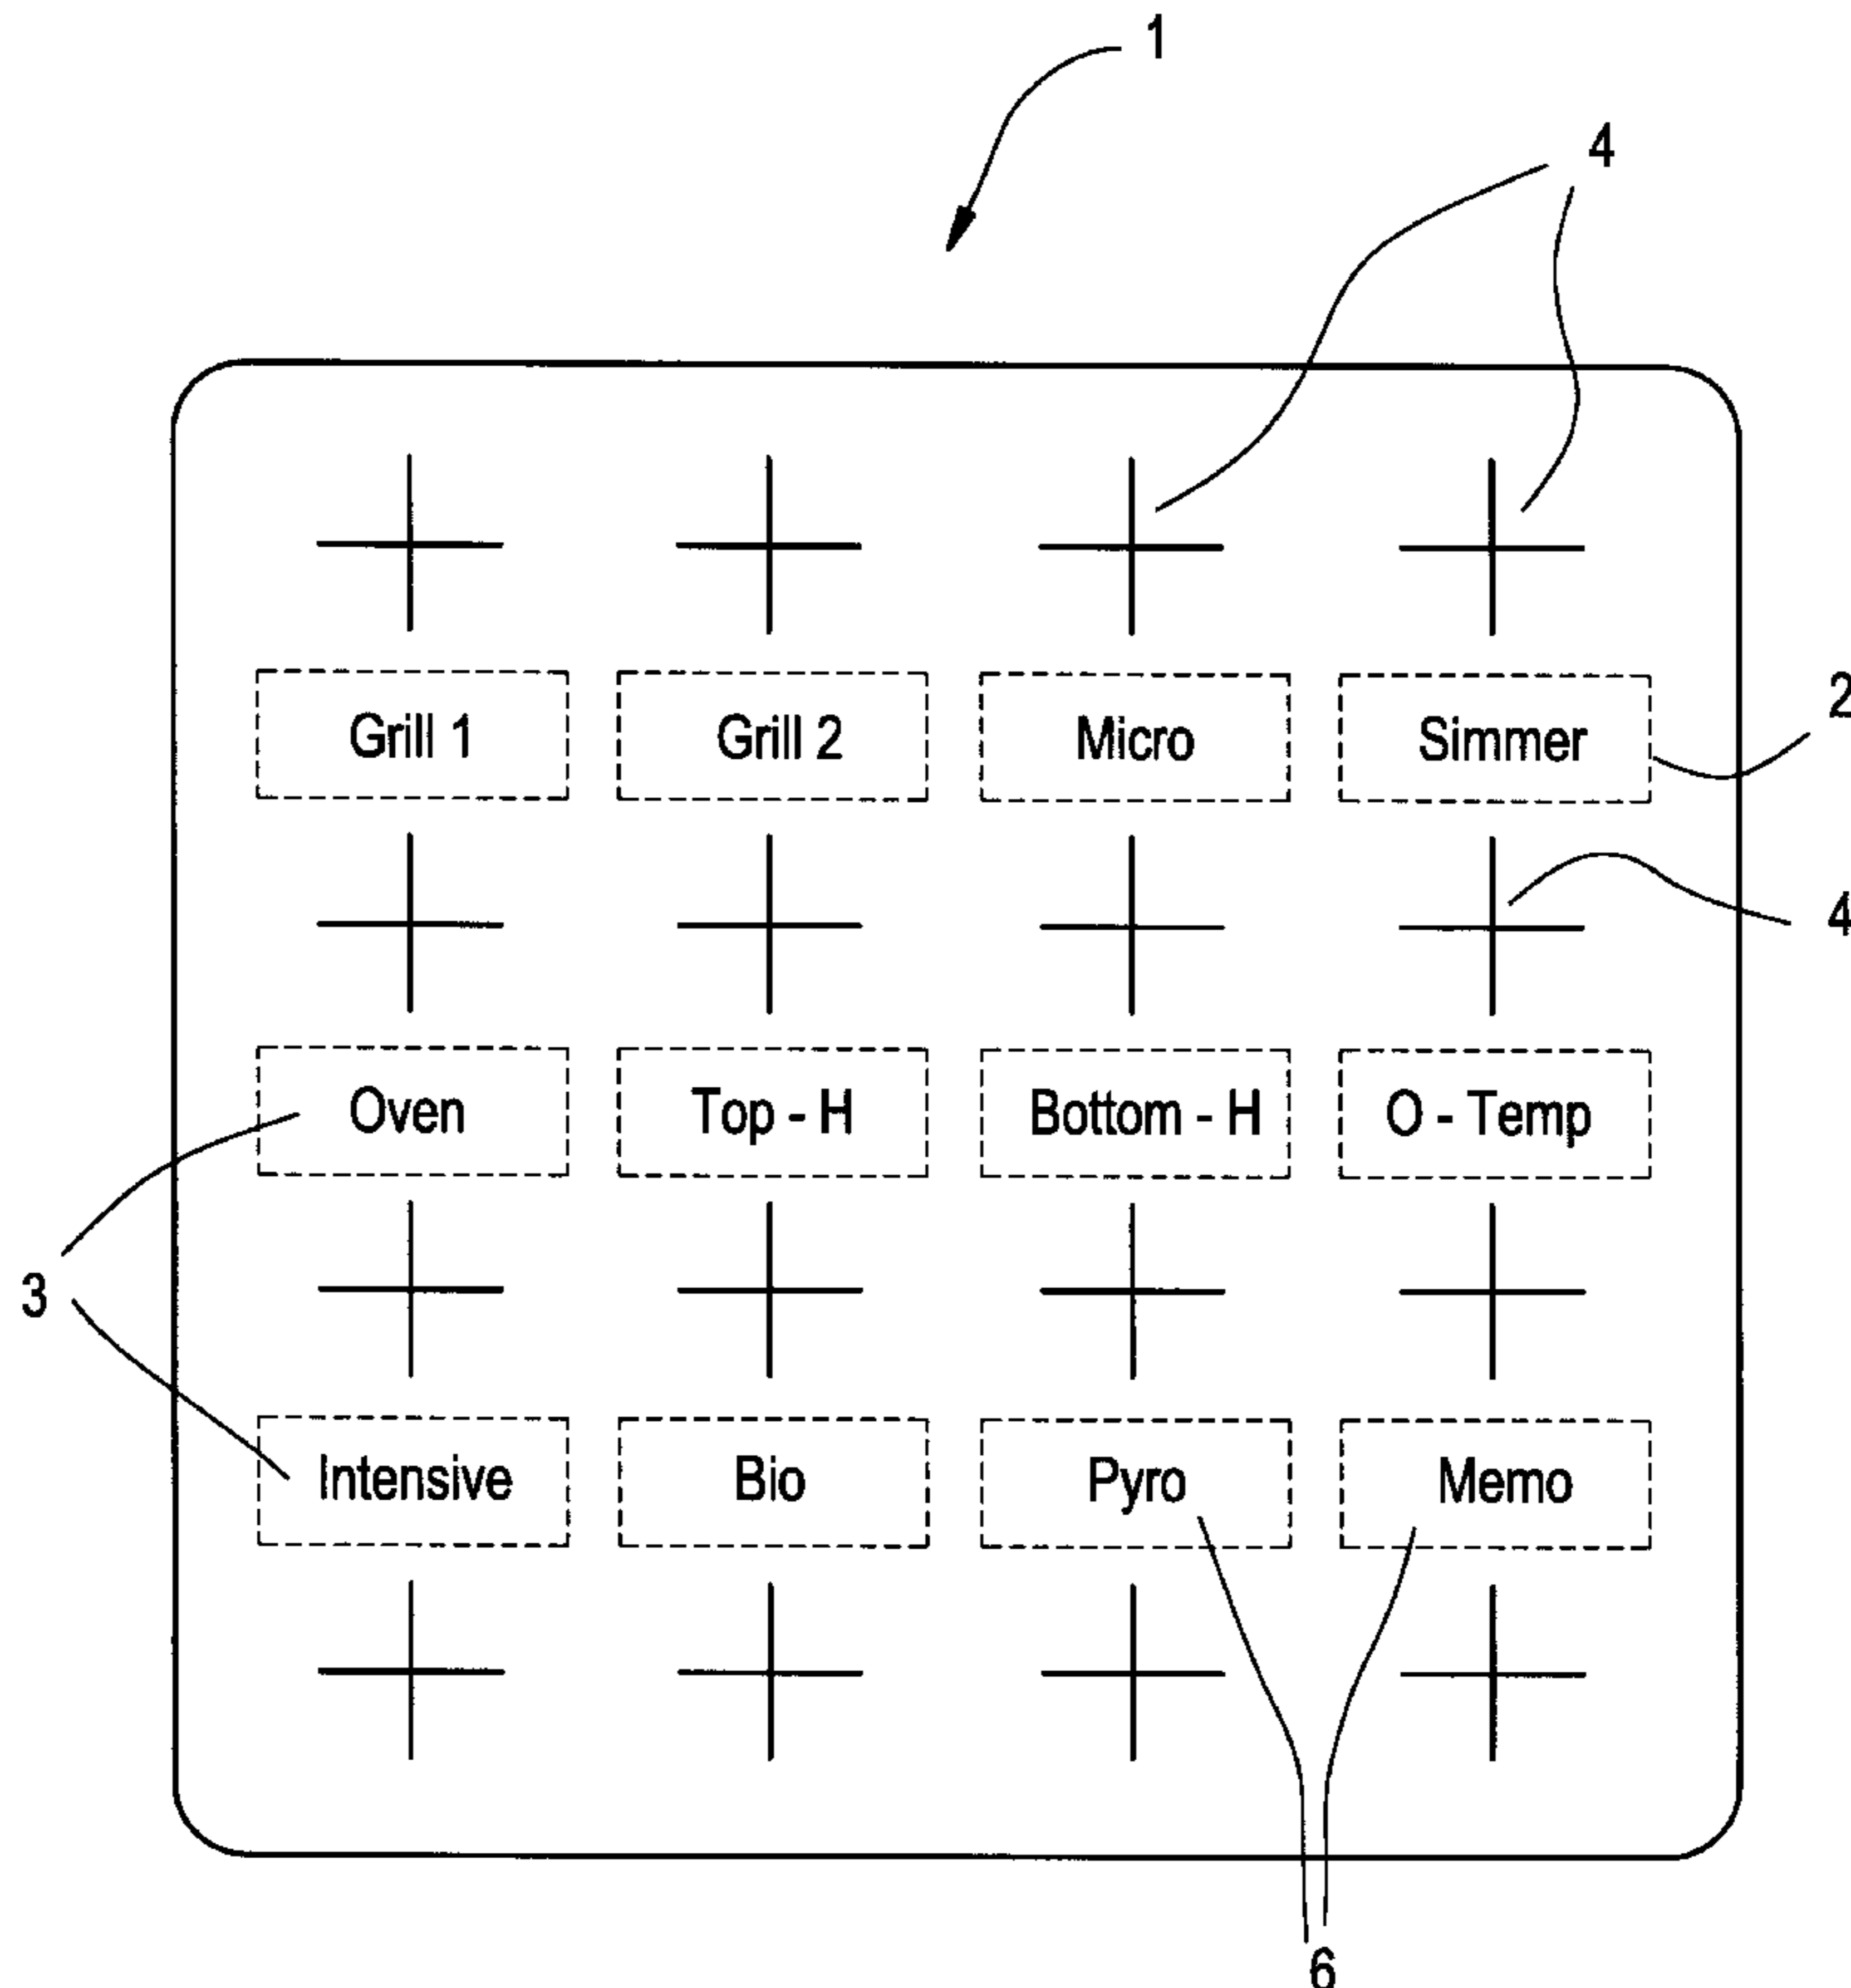 1
4
Grill 1 Grill 2 Micro Simmer
2
4
Oven Top - H Bottom - H O - Temp
3
Intensive Bio Pyro Memo
6